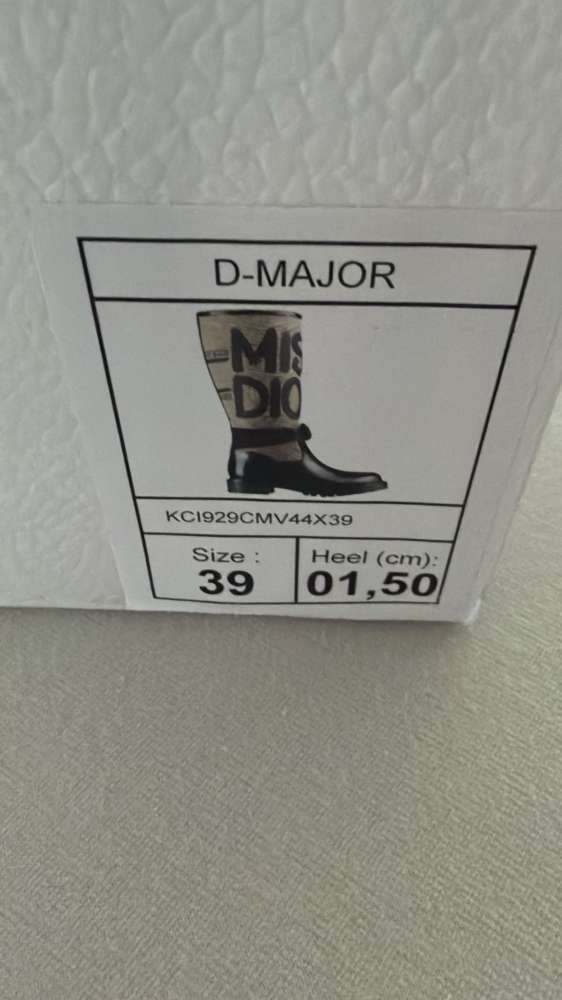 D-MAJOR
MIS
DIO
KCI929CMV44X39
Size :
39
Heel (cm):
01,50